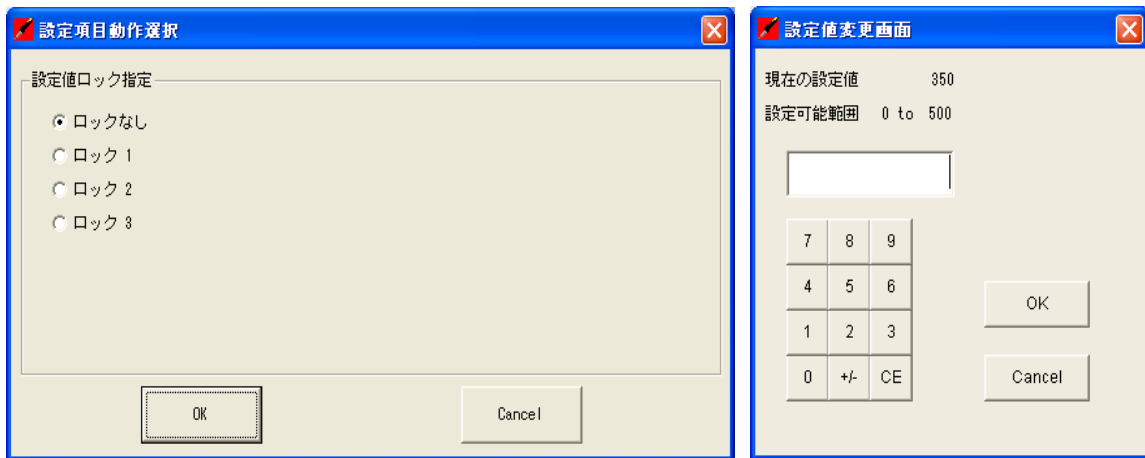 設定項目動作選択
設定値ロック指定
ロックなし
ロック 1
ロック 2
ロック 3
OK
Cancel
設定値変更画面
現在の設定値 350
設定可能範囲 0 to 500
7 8 9
4 5 6
1 2 3
0 +/- CE
OK
Cancel